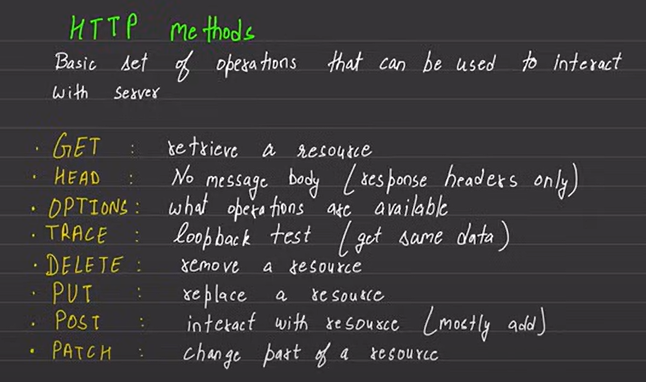 HTTP methods
Basic set of operations that can be used to interact
with server
· GET : retrieve a resource
· HEAD : No message body (response headers only)
· OPTIONS : what operations are available
· TRACE : loopback test (get same data)
· DELETE : remove a resource
· PUT : replace a resource
· POST : interact with resource (mostly add)
· PATCH : change part of a resource